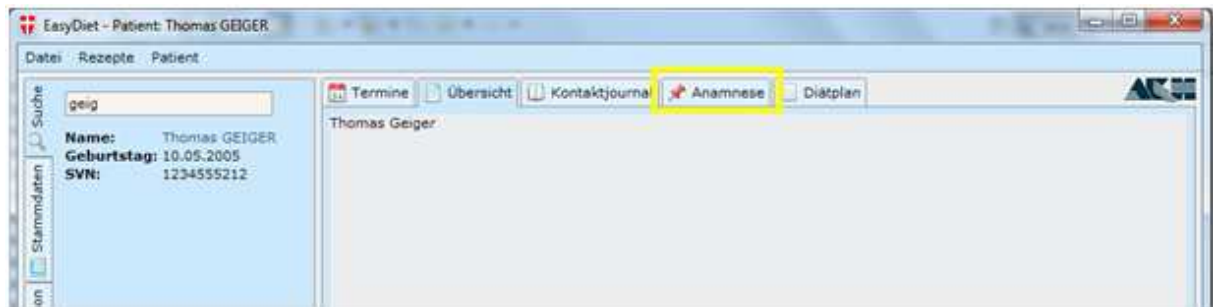 EasyDiet - Patient: Thomas GEIGER
Datei Rezepte Patient
Suche
Stammdaten
geig
Name: Thomas GEIGER
Geburtstag: 10.05.2005
SVN: 1234555212
Termine Übersicht Kontaktjournal Anamnese Diätplan
Thomas Geiger